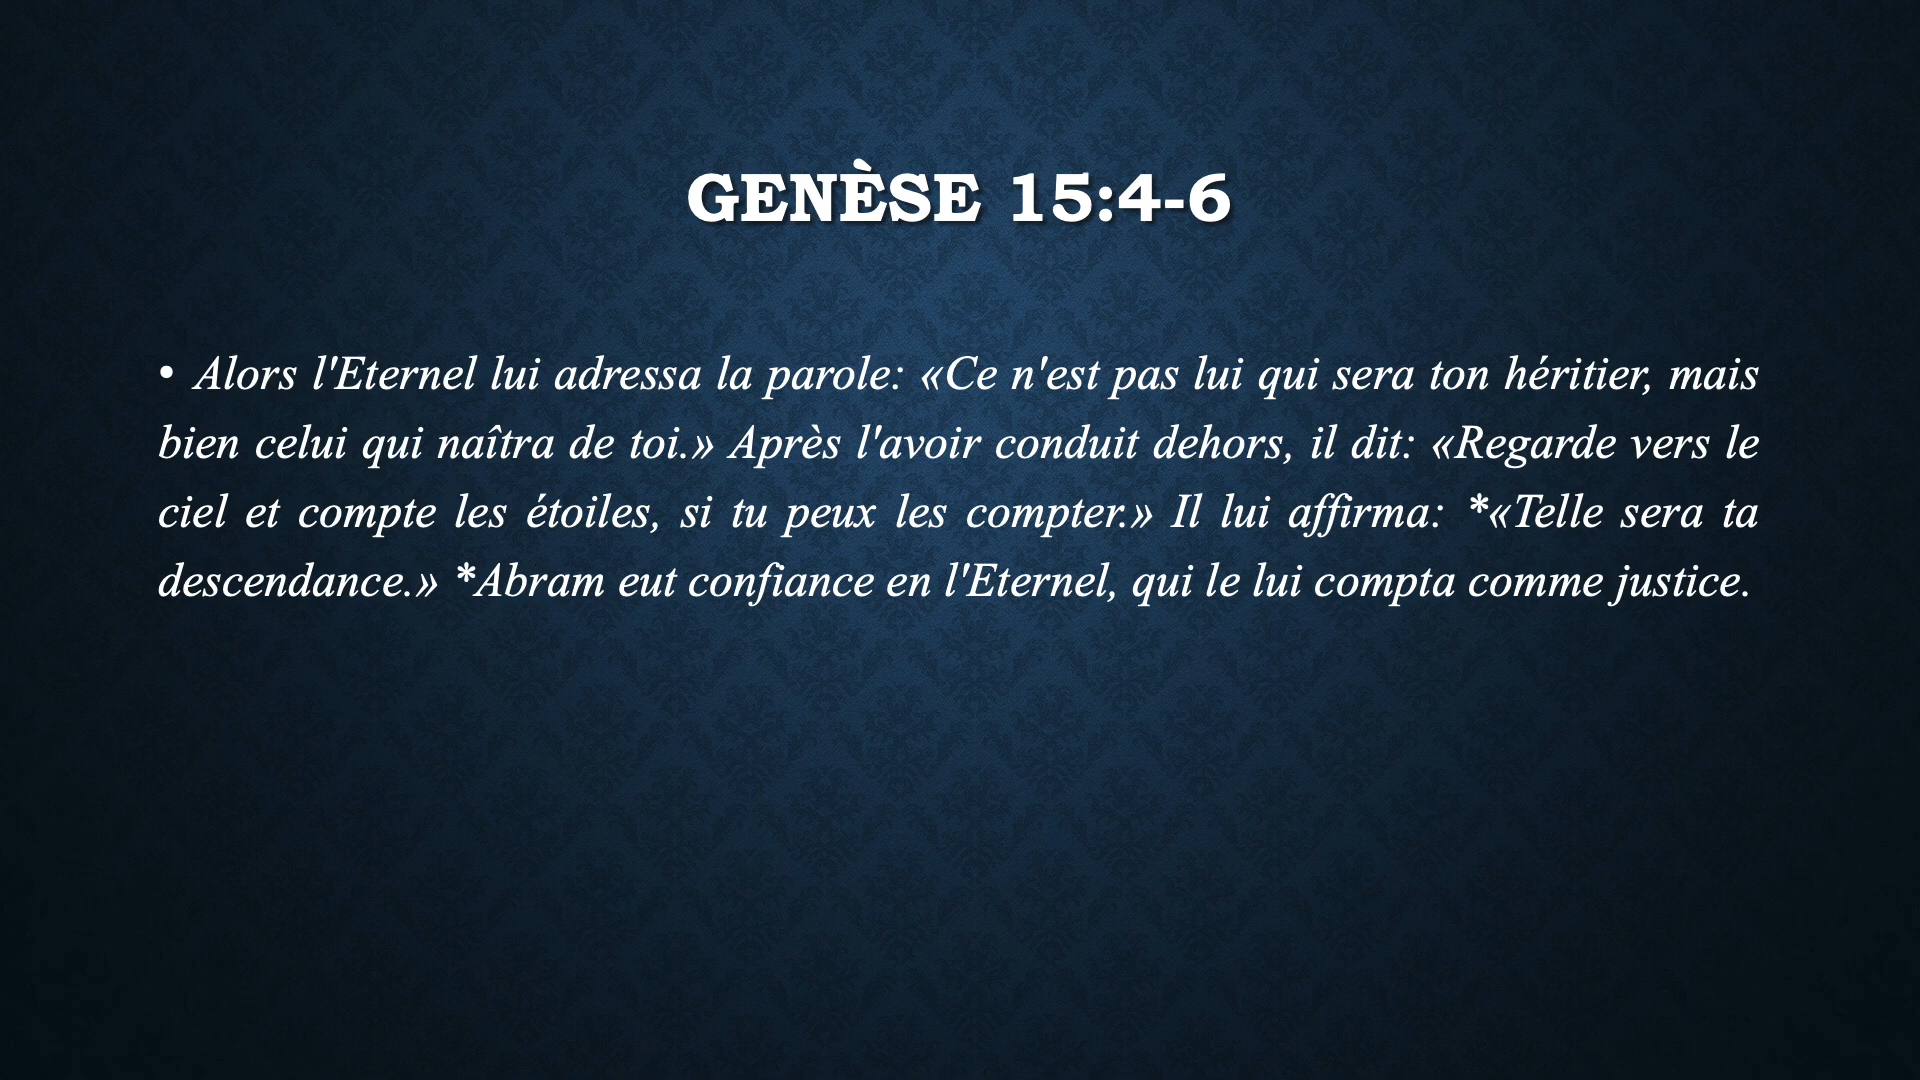 GENÈSE 15:4-6
• Alors l'Eternel lui adressa la parole: «Ce n'est pas lui qui sera ton héritier, mais
bien celui qui naîtra de toi.» Après l'avoir conduit dehors, il dit: «Regarde vers le
ciel et compte les étoiles, si tu peux les compter.» Il lui affirma: *«Telle sera ta
descendance.» *Abram eut confiance en l'Eternel, qui le lui compta comme justice.